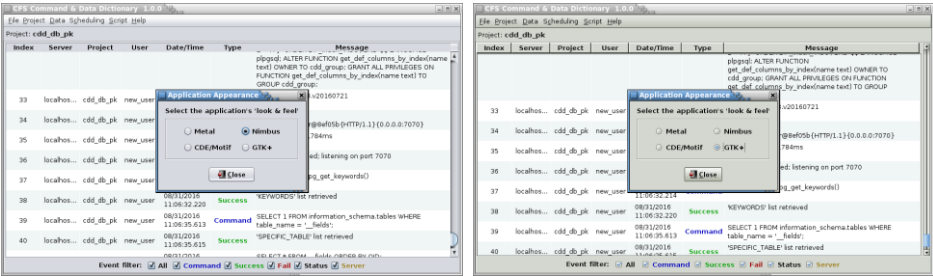 CFS Command & Data Dictionary 1.0.0
File Project Data Scheduling Script Help
Project: cdd_db_pk
Index Server Project User Date/Time Type Message
plpgsql; ALTER FUNCTION get_def_columns_by_index(name
text) OWNER TO cdd_group; GRANT ALL PRIVILEGES ON
FUNCTION get_def_columns_by_index(name text) TO
GROUP cdd_group;
Application Appearance
Select the application's 'look & feel'
Metal Nimbus
CDE/Motif GTK+
Close
33 localhos... cdd_db_pk new_user .v20160721
34 localhos... cdd_db_pk new_user r@8ef05b{HTTP/1.1}{0.0.0.0:7070}
35 localhos... cdd_db_pk new_user .784ms
36 localhos... cdd_db_pk new_user ed: listening on port 7070
37 localhos... cdd_db_pk new_user pg_get_keywords()
38 localhos... cdd_db_pk new_user 08/31/2016 11:06:32.220 Success 'KEYWORDS' list retrieved
39 localhos... cdd_db_pk new_user 08/31/2016 11:06:35.613 Command SELECT 1 FROM information_schema.tables WHERE
table_name = '__fields';
40 localhos... cdd_db_pk new_user 08/31/2016 11:06:35.615 Success 'SPECIFIC_TABLE' list retrieved
Event filter: All Command Success Fail Status Server
CFS Command & Data Dictionary 1.0.0
File Project Data Scheduling Script Help
Project: cdd_db_pk
Index Server Project User Date/Time Type Message
plpgsql; ALTER FUNCTION
get_def_columns_by_index(name text) OWNER TO
cdd_group; GRANT ALL PRIVILEGES ON FUNCTION
get_def_columns_by_index(name text) TO GROUP
Application Appearance
Select the application's 'look & feel'
Metal Nimbus
CDE/Motif GTK+
Close
33 localhos... cdd_db_pk new_user .v20160721
34 localhos... cdd_db_pk new_user r@8ef05b{HTTP/1.1}{0.0.0.0:7070}
35 localhos... cdd_db_pk new_user .784ms
36 localhos... cdd_db_pk new_user ed: listening on port 7070
37 localhos... cdd_db_pk new_user 11:06:32.214 pg_get_keywords()
38 localhos... cdd_db_pk new_user 08/31/2016 11:06:32.220 Success 'KEYWORDS' list retrieved
39 localhos... cdd_db_pk new_user 08/31/2016 11:06:35.613 Command SELECT 1 FROM information_schema.tables WHERE
table_name = '__fields';
40 localhos... cdd_db_pk new_user 08/31/2016 Success 'SPECIFIC_TABLE' list retrieved
Event filter: All Command Success Fail Status Server